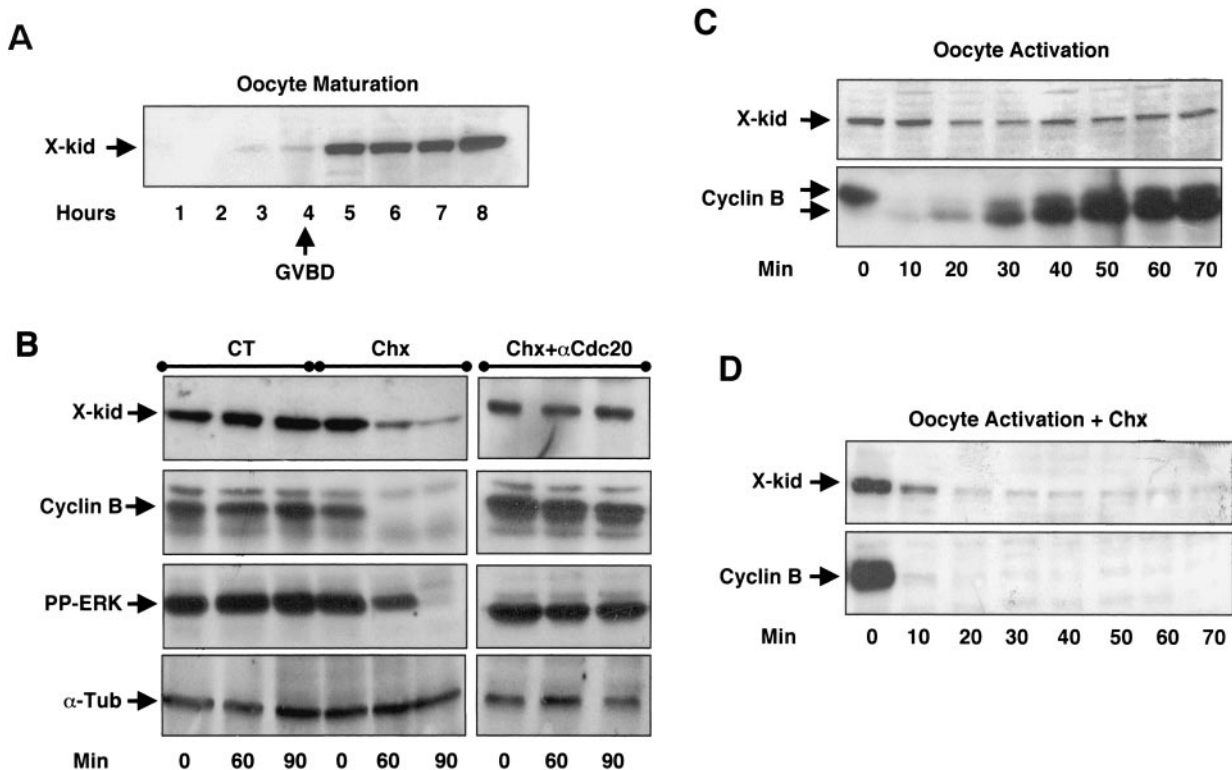 A
Oocyte Maturation
X-kid
Hours 1 2 3 4 5 6 7 8
GVBD
B
CT Chx Chx+αCdc20
X-kid
Cyclin B
PP-ERK
α-Tub
Min 0 60 90 0 60 90 0 60 90
C
Oocyte Activation
X-kid
Cyclin B
Min 0 10 20 30 40 50 60 70
D
Oocyte Activation + Chx
X-kid
Cyclin B
Min 0 10 20 30 40 50 60 70